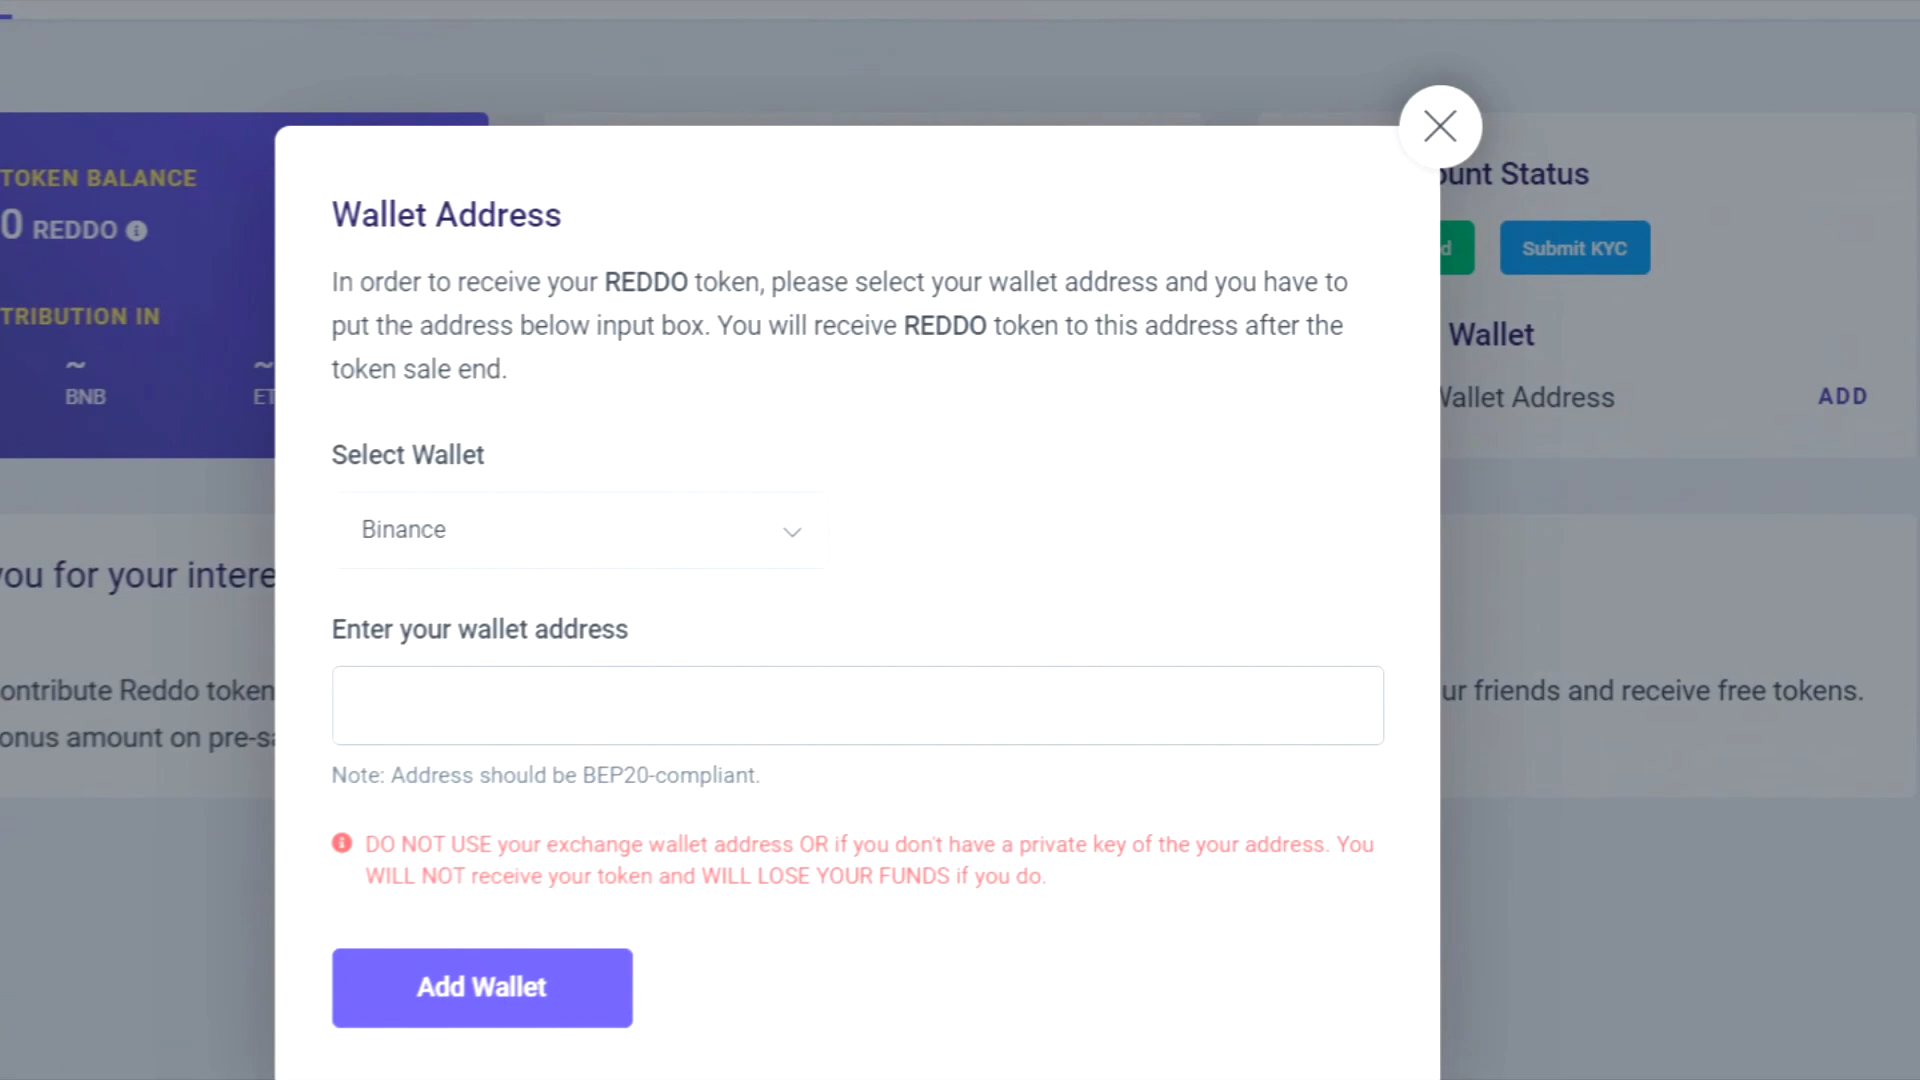 TOKEN BALANCE
0 REDDO
TRIBUTION IN
~ ~
BNB ET
you for your intere
ontribute Reddo token
onus amount on pre-sa
Wallet Address
In order to receive your REDDO token, please select your wallet address and you have to
put the address below input box. You will receive REDDO token to this address after the
token sale end.
Select Wallet
Binance
Enter your wallet address
Note: Address should be BEP20-compliant.
DO NOT USE your exchange wallet address OR if you don't have a private key of the your address. You
WILL NOT receive your token and WILL LOSE YOUR FUNDS if you do.
Add Wallet
ount Status
d Submit KYC
Wallet
Wallet Address ADD
ur friends and receive free tokens.